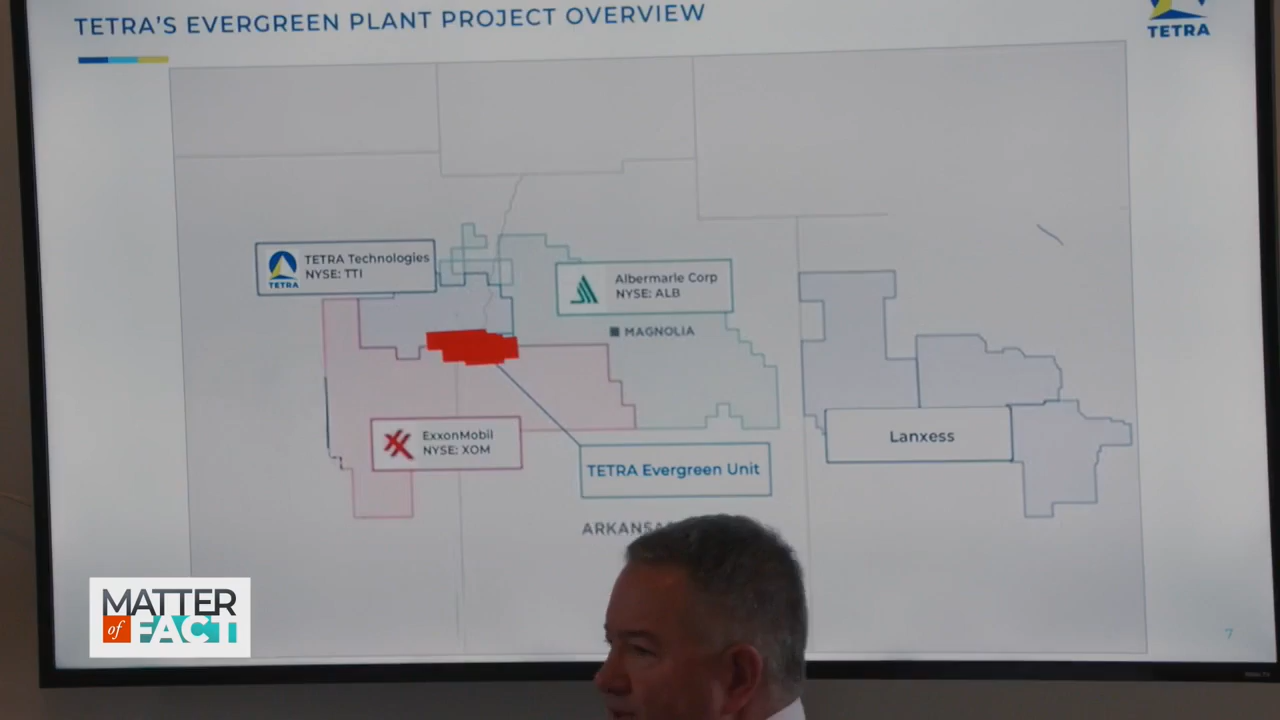 TETRA'S EVERGREEN PLANT PROJECT OVERVIEW
TETRA
TETRA Technologies
NYSE: TTI
TETRA
Albermarle Corp
NYSE: ALB
MAGNOLIA
ExxonMobil
NYSE: XOM
Lanxess
TETRA Evergreen Unit
ARKANSA
MATTER
of FACT
7